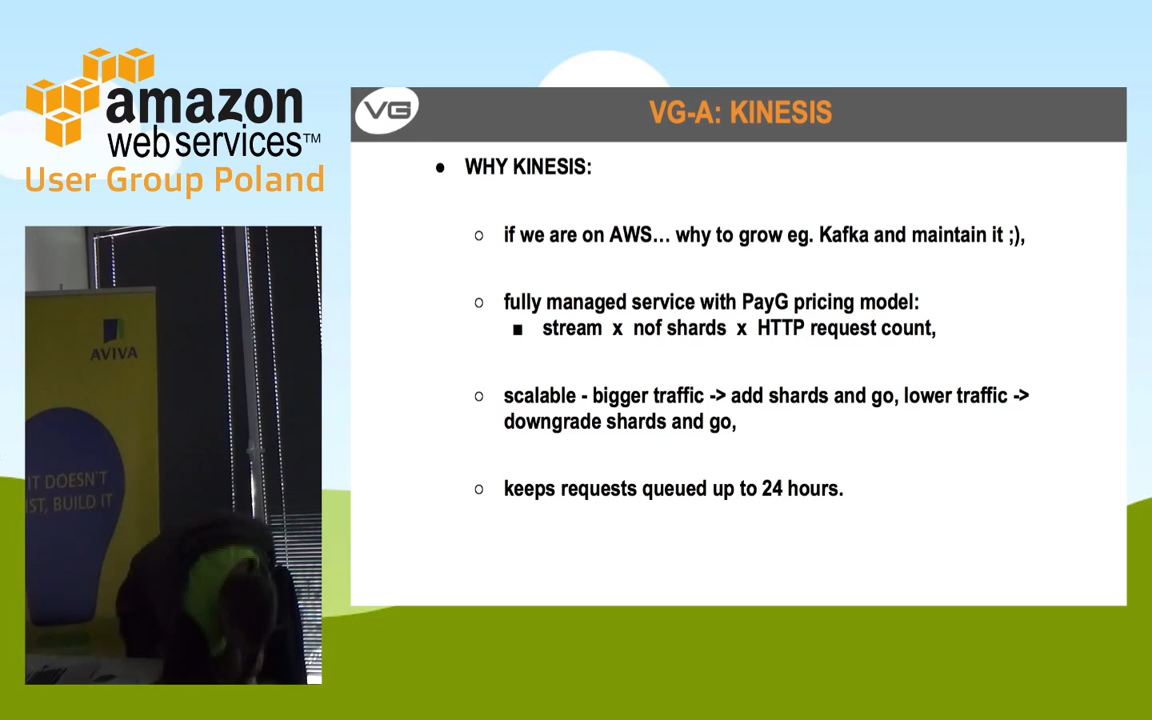 amazon
web services™
User Group Poland
VG
VG-A: KINESIS
● WHY KINESIS:
○ if we are on AWS... why to grow eg. Kafka and maintain it ;),
○ fully managed service with PayG pricing model:
■ stream x nof shards x HTTP request count,
○ scalable - bigger traffic -> add shards and go, lower traffic ->
downgrade shards and go,
○ keeps requests queued up to 24 hours.
AVIVA
IT DOESN'T
ST, BUILD IT